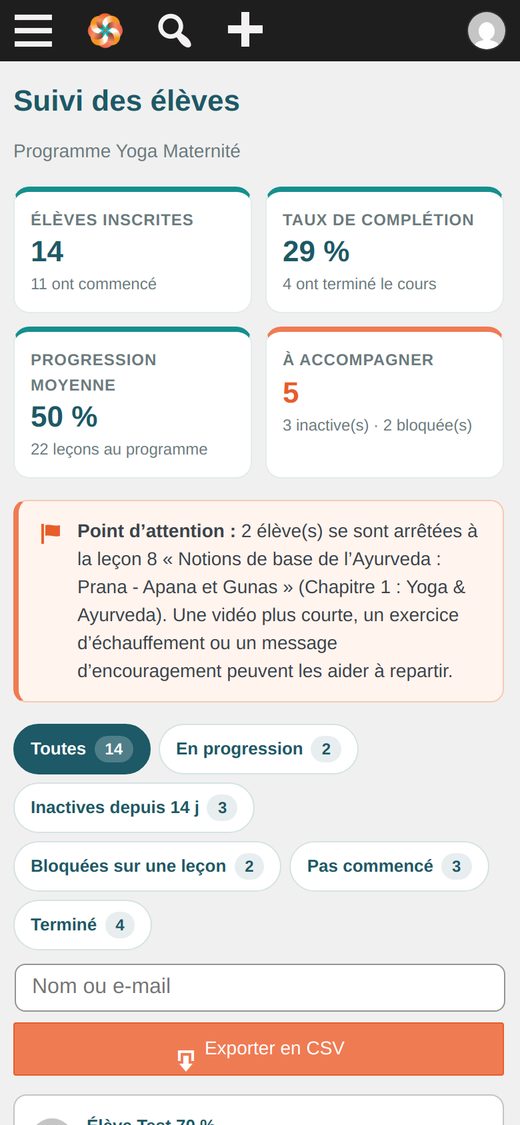 Suivi des élèves
Programme Yoga Maternité
ÉLÈVES INSCRITES
14
11 ont commencé
TAUX DE COMPLÉTION
29 %
4 ont terminé le cours
PROGRESSION
MOYENNE
50 %
22 leçons au programme
À ACCOMPAGNER
5
3 inactive(s) · 2 bloquée(s)
Point d’attention : 2 élève(s) se sont arrêtées à
la leçon 8 « Notions de base de l’Ayurveda :
Prana - Apana et Gunas » (Chapitre 1 : Yoga &
Ayurveda). Une vidéo plus courte, un exercice
d’échauffement ou un message
d’encouragement peuvent les aider à repartir.
Toutes 14
En progression 2
Inactives depuis 14 j 3
Bloquées sur une leçon 2
Pas commencé 3
Terminé 4
Nom ou e-mail
Exporter en CSV
Élève Test 70 %